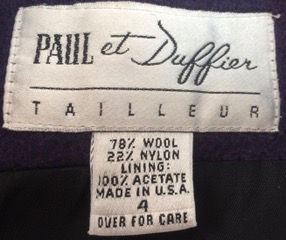 PAUL et Duffier
TAILLEUR
78% WOOL
22% NYLON
LINING:
100% ACETATE
MADE IN U.S.A.
4
OVER FOR CARE